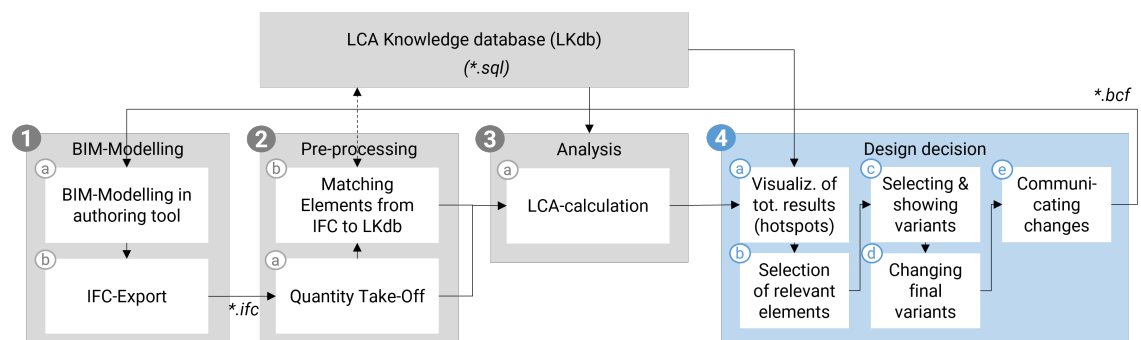 LCA Knowledge database (LKdb)
(*.sql)
*.bcf
1
BIM-Modelling
a
BIM-Modelling in
authoring tool
b
IFC-Export
*.ifc
2
Pre-processing
b
Matching
Elements from
IFC to LKdb
a
Quantity Take-Off
3
Analysis
a
LCA-calculation
4
Design decision
a
Visualiz. of
tot. results
(hotspots)
b
Selection
of relevant
elements
c
Selecting &
showing
variants
d
Changing
final
variants
e
Communi-
cating
changes